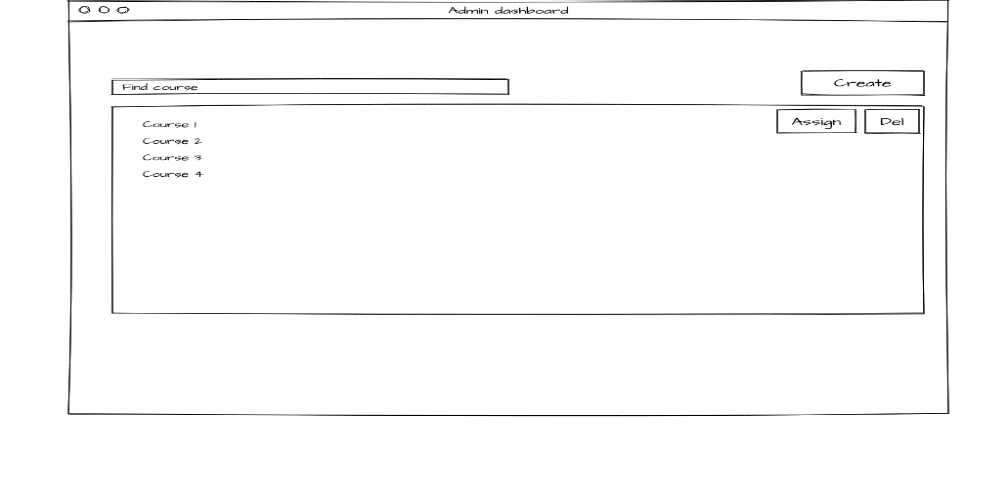 Admin dashboard
Find course
Create
Course 1
Assign
Del
Course 2
Course 3
Course 4